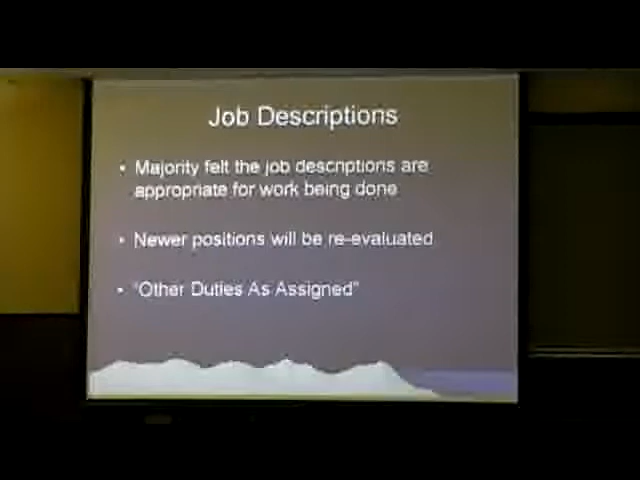 Job Descriptions
• Majority felt the job descriptions are
appropriate for work being done
• Newer positions will be re-evaluated
• "Other Duties As Assigned"